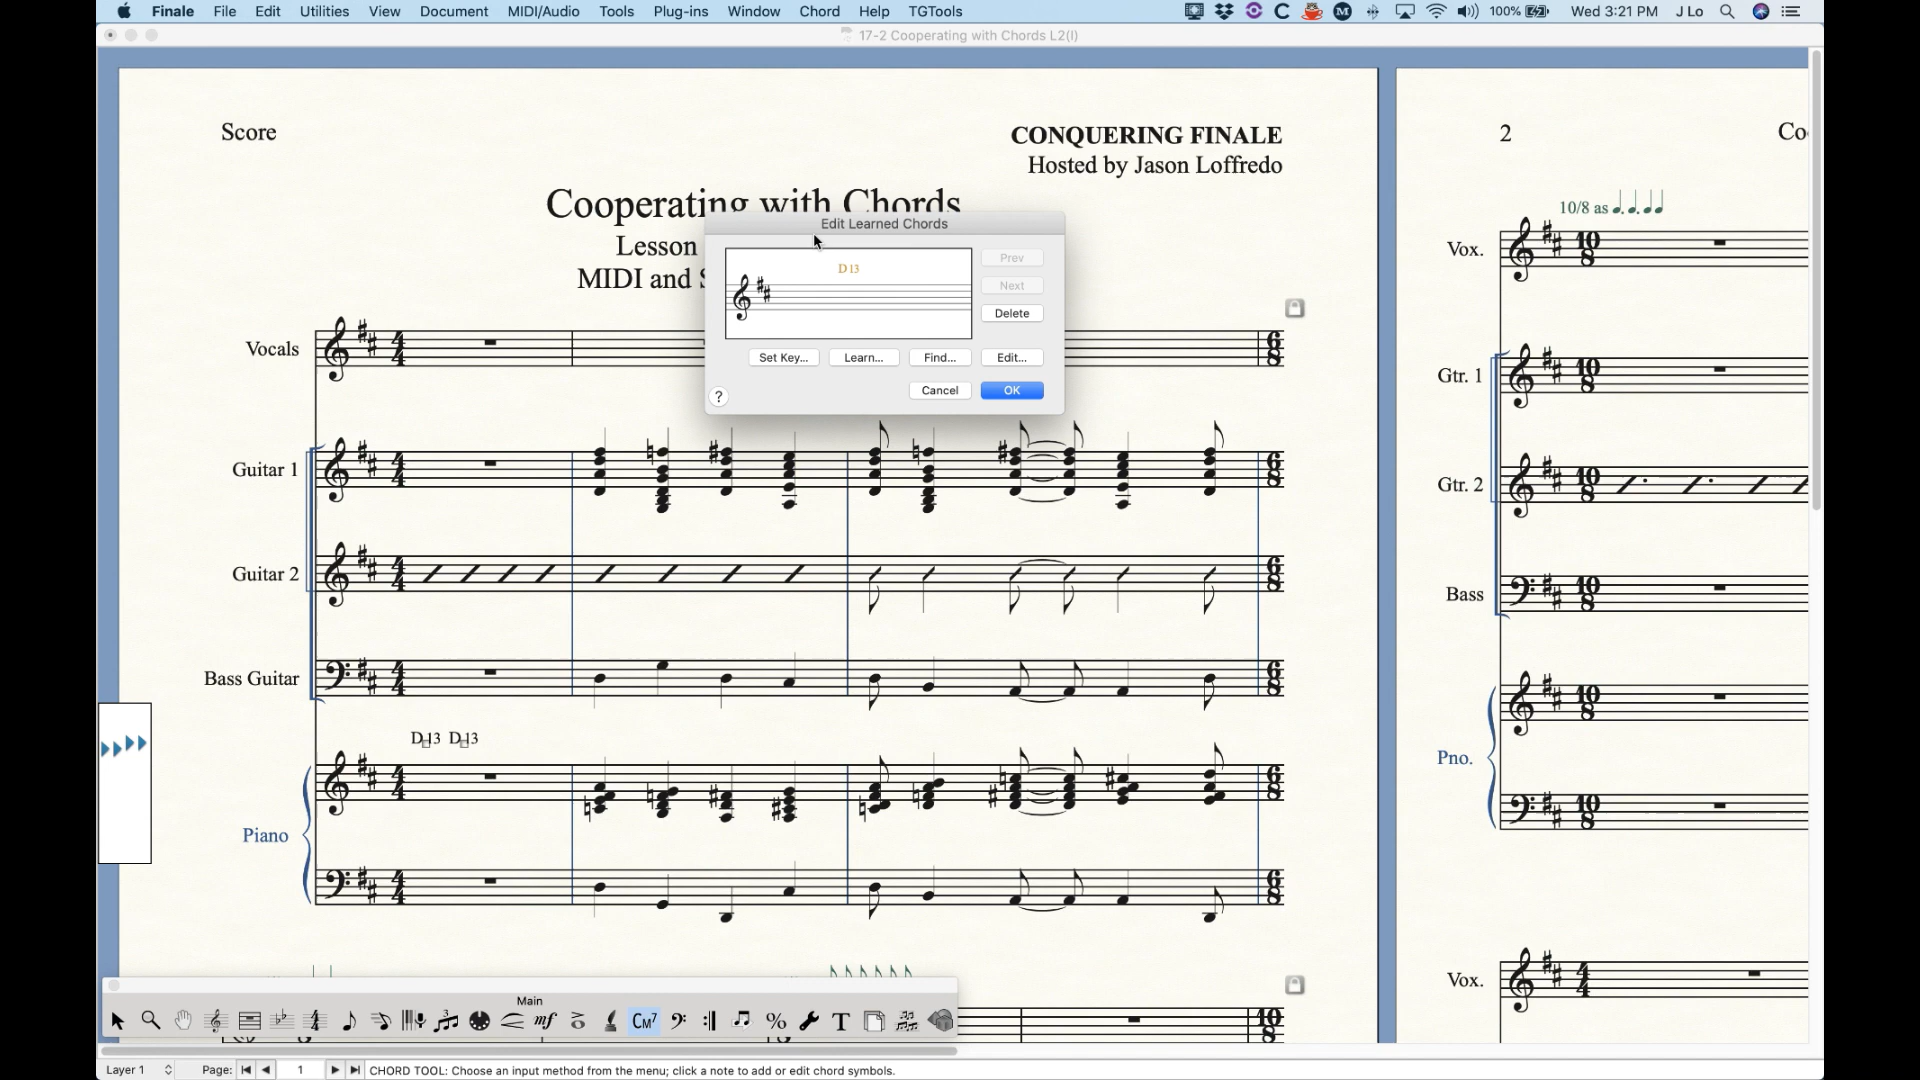 Finale File Edit Utilities View Document MIDI/Audio Tools Plug-ins Window Chord Help TGTools 100% Wed 3:21 PM J Lo
17-2 Cooperating with Chords L2(I)
Score
CONQUERING FINALE
Hosted by Jason Loffredo
Cooperating with Chords
Lesson
MIDI and S
Edit Learned Chords
D13
Prev
Next
Delete
Set Key... Learn... Find... Edit...
? Cancel OK
Vocals
Guitar 1
Guitar 2
Bass Guitar
D13 D13
Piano
2
Co
10/8 as
Vox.
Gtr. 1
Gtr. 2
Bass
Pno.
Vox.
Main
CM7 mf % T
Layer 1 Page: 1 CHORD TOOL: Choose an input method from the menu; click a note to add or edit chord symbols.